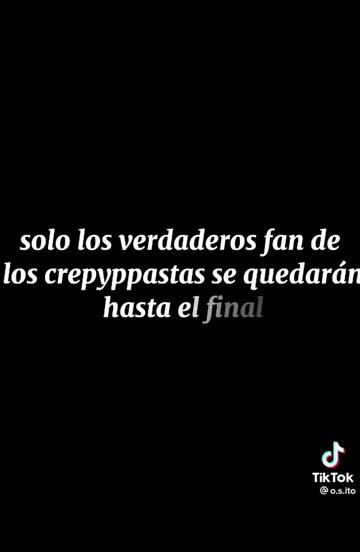 solo los verdaderos fan de
los crepyppastas se quedarán
hasta el final
TikTok
@o.s.ito